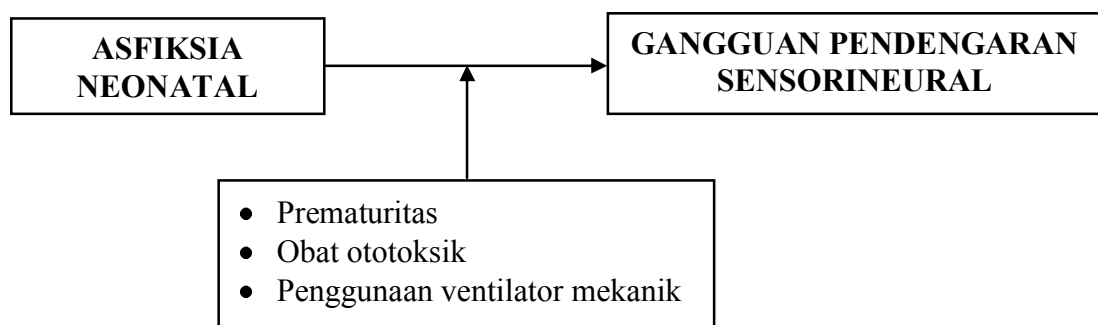 ASFIKSIA
NEONATAL
GANGGUAN PENDENGARAN
SENSORINEURAL
• Prematuritas
• Obat ototoksik
• Penggunaan ventilator mekanik